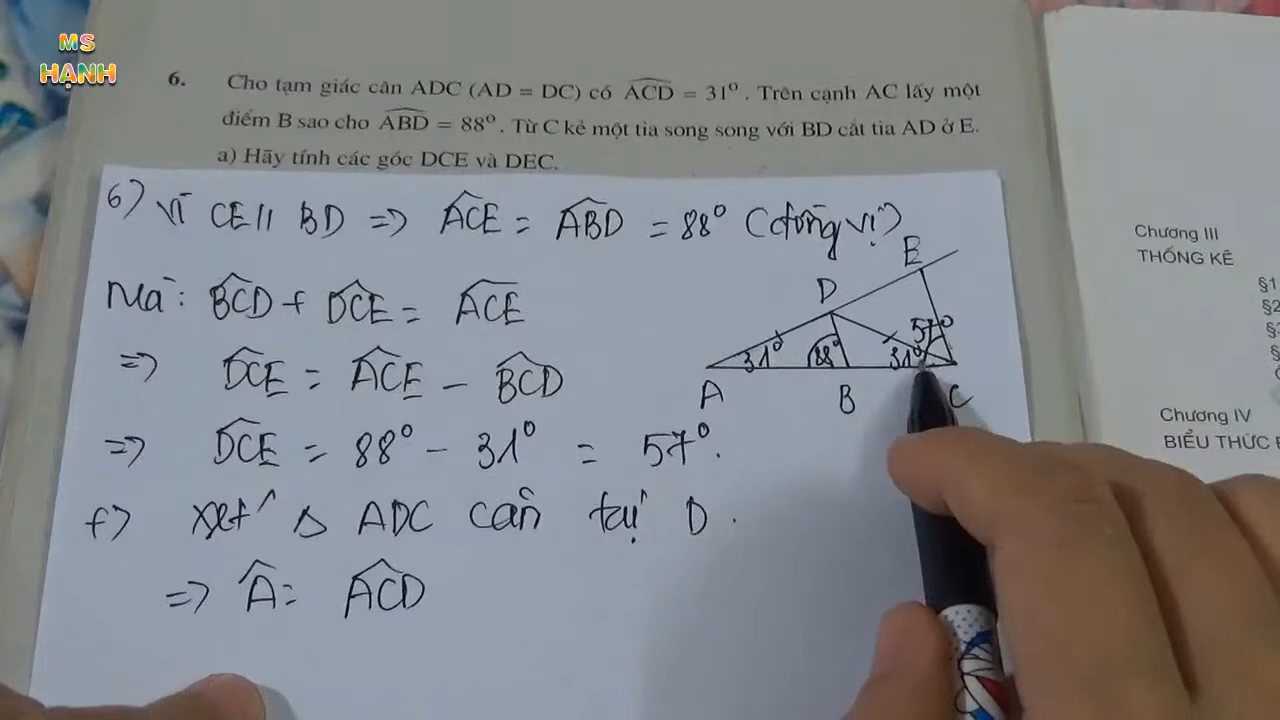 MS
HẠNH
6. Cho tạm giác cân ADC (AD = DC) có ACD = 31°. Trên cạnh AC lấy một
điểm B sao cho ABD = 88°. Từ C kẻ một tia song song với BD cắt tia AD ở E.
a) Hãy tính các góc DCE và DEC.
6) Vì CE // BD => ACE = ABD = 88° (đồng vị)
Mà: BCD + DCE = ACE
=> DCE = ACE - BCD
=> DCE = 88° - 31° = 57°.
+> Xét Δ ADC cân tại D.
=> Â = ACD
E
D
57°
31° 88° 31°
A B C
Chương III
THỐNG KÊ
§1
§2
§
§
Chương IV
BIỂU THỨC